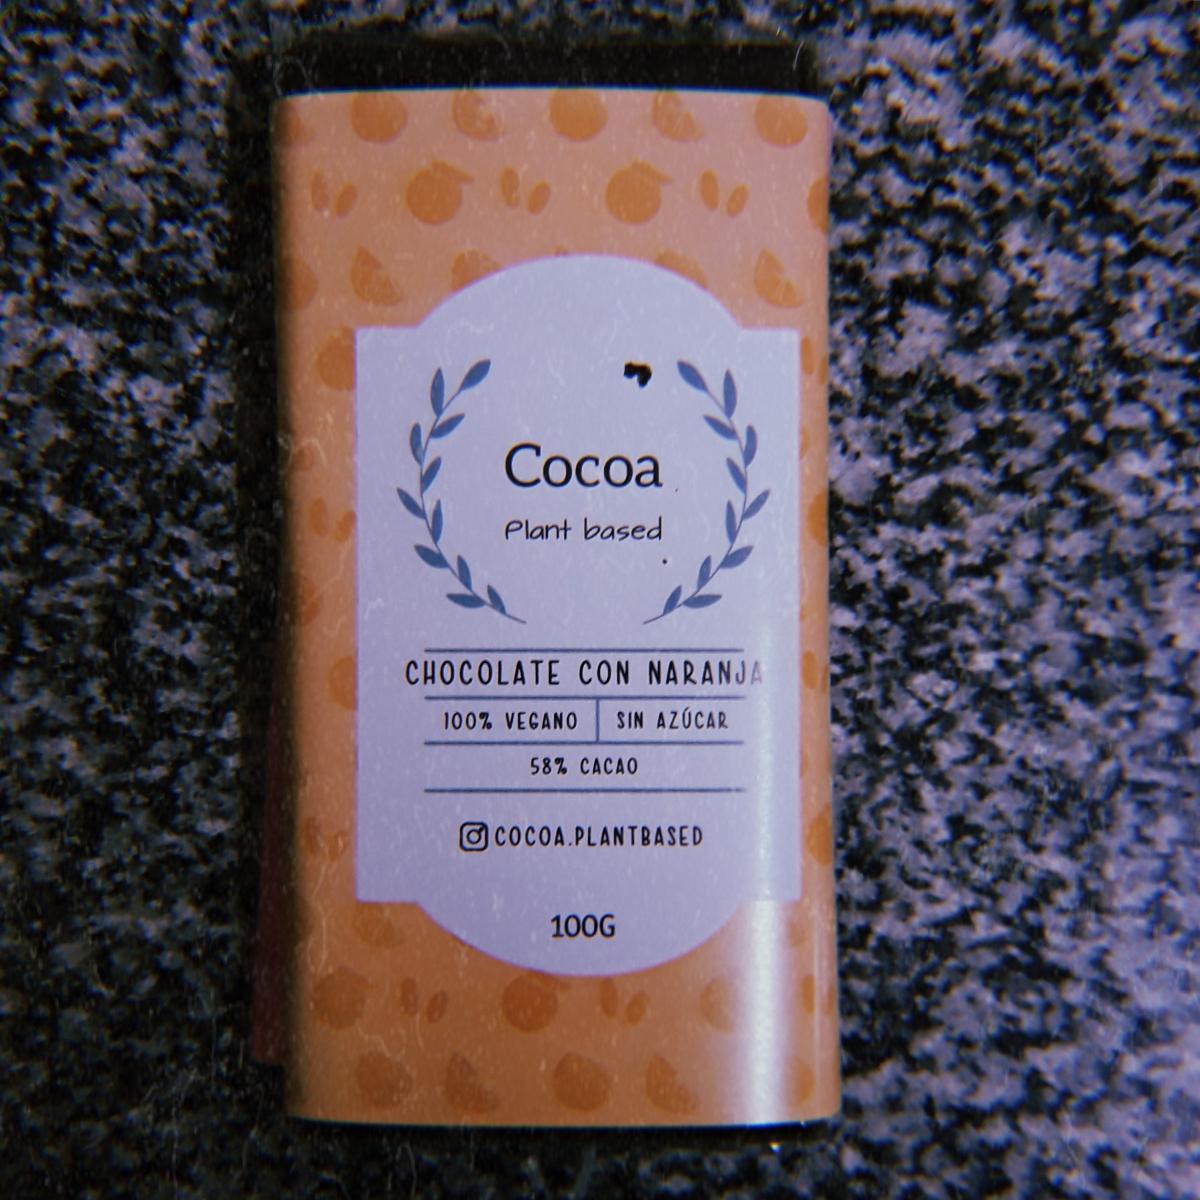 Cocoa
Plant based
CHOCOLATE CON NARANJA
100% VEGANO SIN AZÚCAR
58% CACAO
COCOA.PLANTBASED
100G